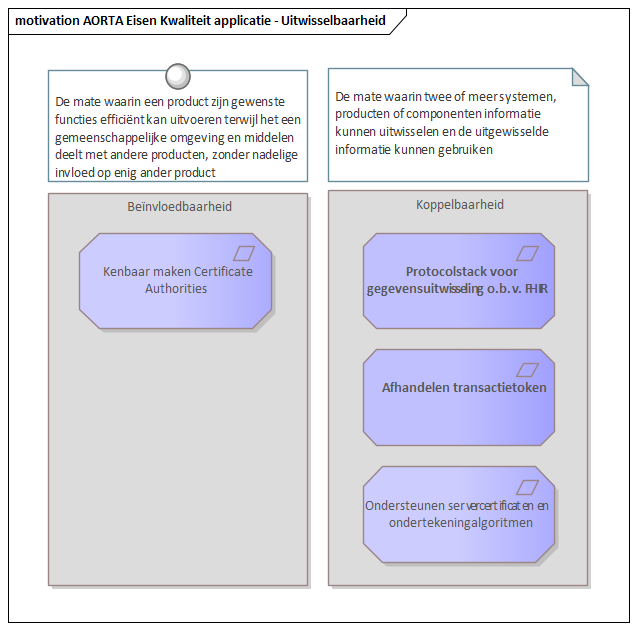 motivation AORTA Eisen Kwaliteit applicatie - Uitwisselbaarheid
De mate waarin een product zijn gewenste
functies efficiënt kan uitvoeren terwijl het een
gemeenschappelijke omgeving en middelen
deelt met andere producten, zonder nadelige
invloed op enig ander product
De mate waarin twee of meer systemen,
producten of componenten informatie
kunnen uitwisselen en de uitgewisselde
informatie kunnen gebruiken
Beïnvloedbaarheid
Kenbaar maken Certificate
Authorities
Koppelbaarheid
Protocolstack voor
gegevensuitwisseling o.b.v. FHIR
Afhandelen transactietoken
Ondersteunen servercertificaten en
ondertekeningalgoritmen